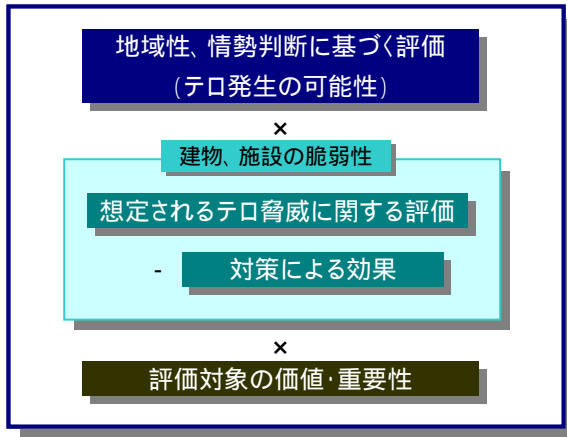 地域性、情勢判断に基づく評価
(テロ発生の可能性)
×
建物、施設の脆弱性
想定されるテロ脅威に関する評価
- 対策による効果
×
評価対象の価値・重要性